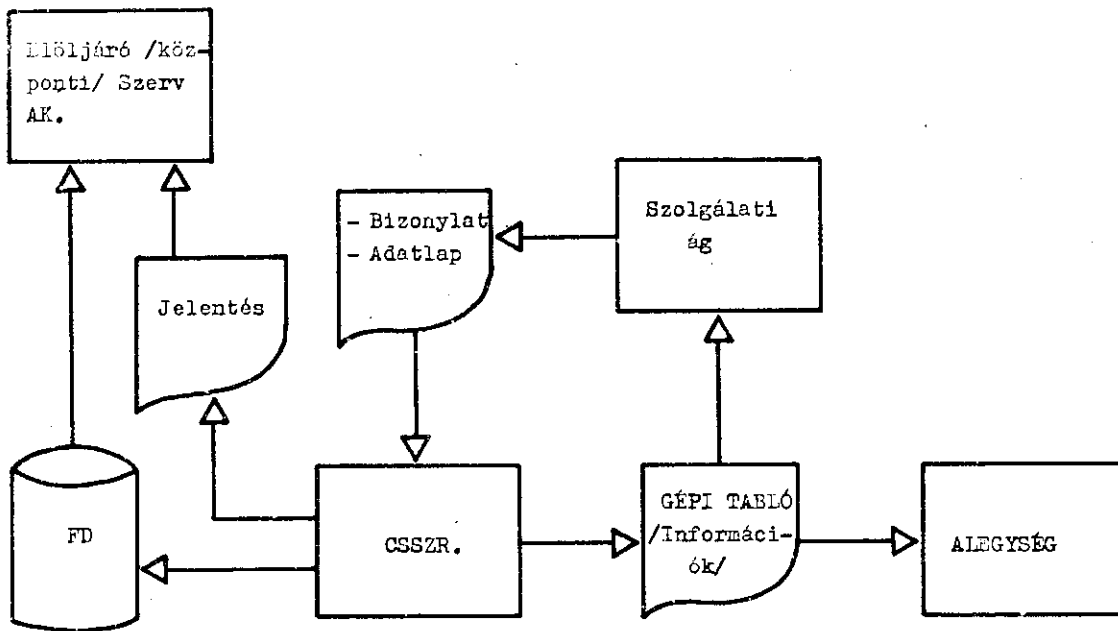 Elöljáró /köz-
ponti/ Szerv
AK.
- Bizonylat
- Adatlap
Szolgálati
ág
Jelentés
FD
CSSZR.
GÉPI TABLÓ
/Informáci-
ók/
ALEGYSÉG